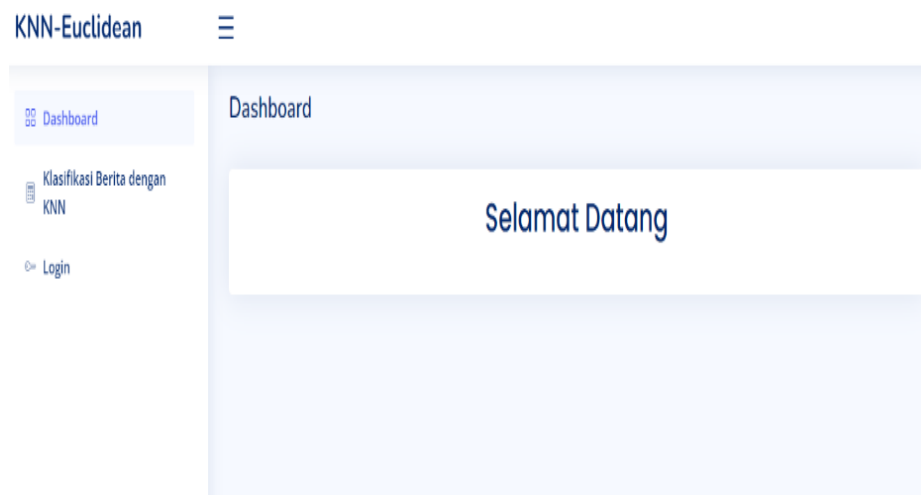 KNN-Euclidean
Dashboard
Klasifikasi Berita dengan
KNN
Login
Dashboard
Selamat Datang